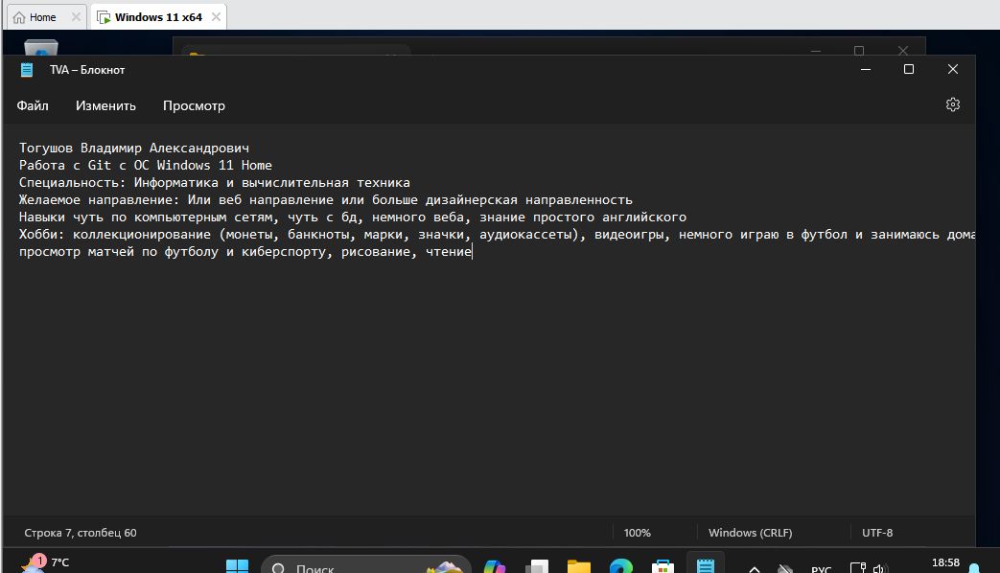 Home
Windows 11 x64
TVA – Блокнот
Файл Изменить Просмотр
Тогушов Владимир Александрович
Работа с Git с ОС Windows 11 Home
Специальность: Информатика и вычислительная техника
Желаемое направление: Или веб направление или больше дизайнерская направленность
Навыки чуть по компьютерным сетям, чуть с бд, немного веба, знание простого английского
Хобби: коллекционирование (монеты, банкноты, марки, значки, аудиокассеты), видеоигры, немного играю в футбол и занимаюсь дома
просмотр матчей по футболу и киберспорту, рисование, чтение
Строка 7, столбец 60 100% Windows (CRLF) UTF-8
1 7°C Поиск РУС 18:58